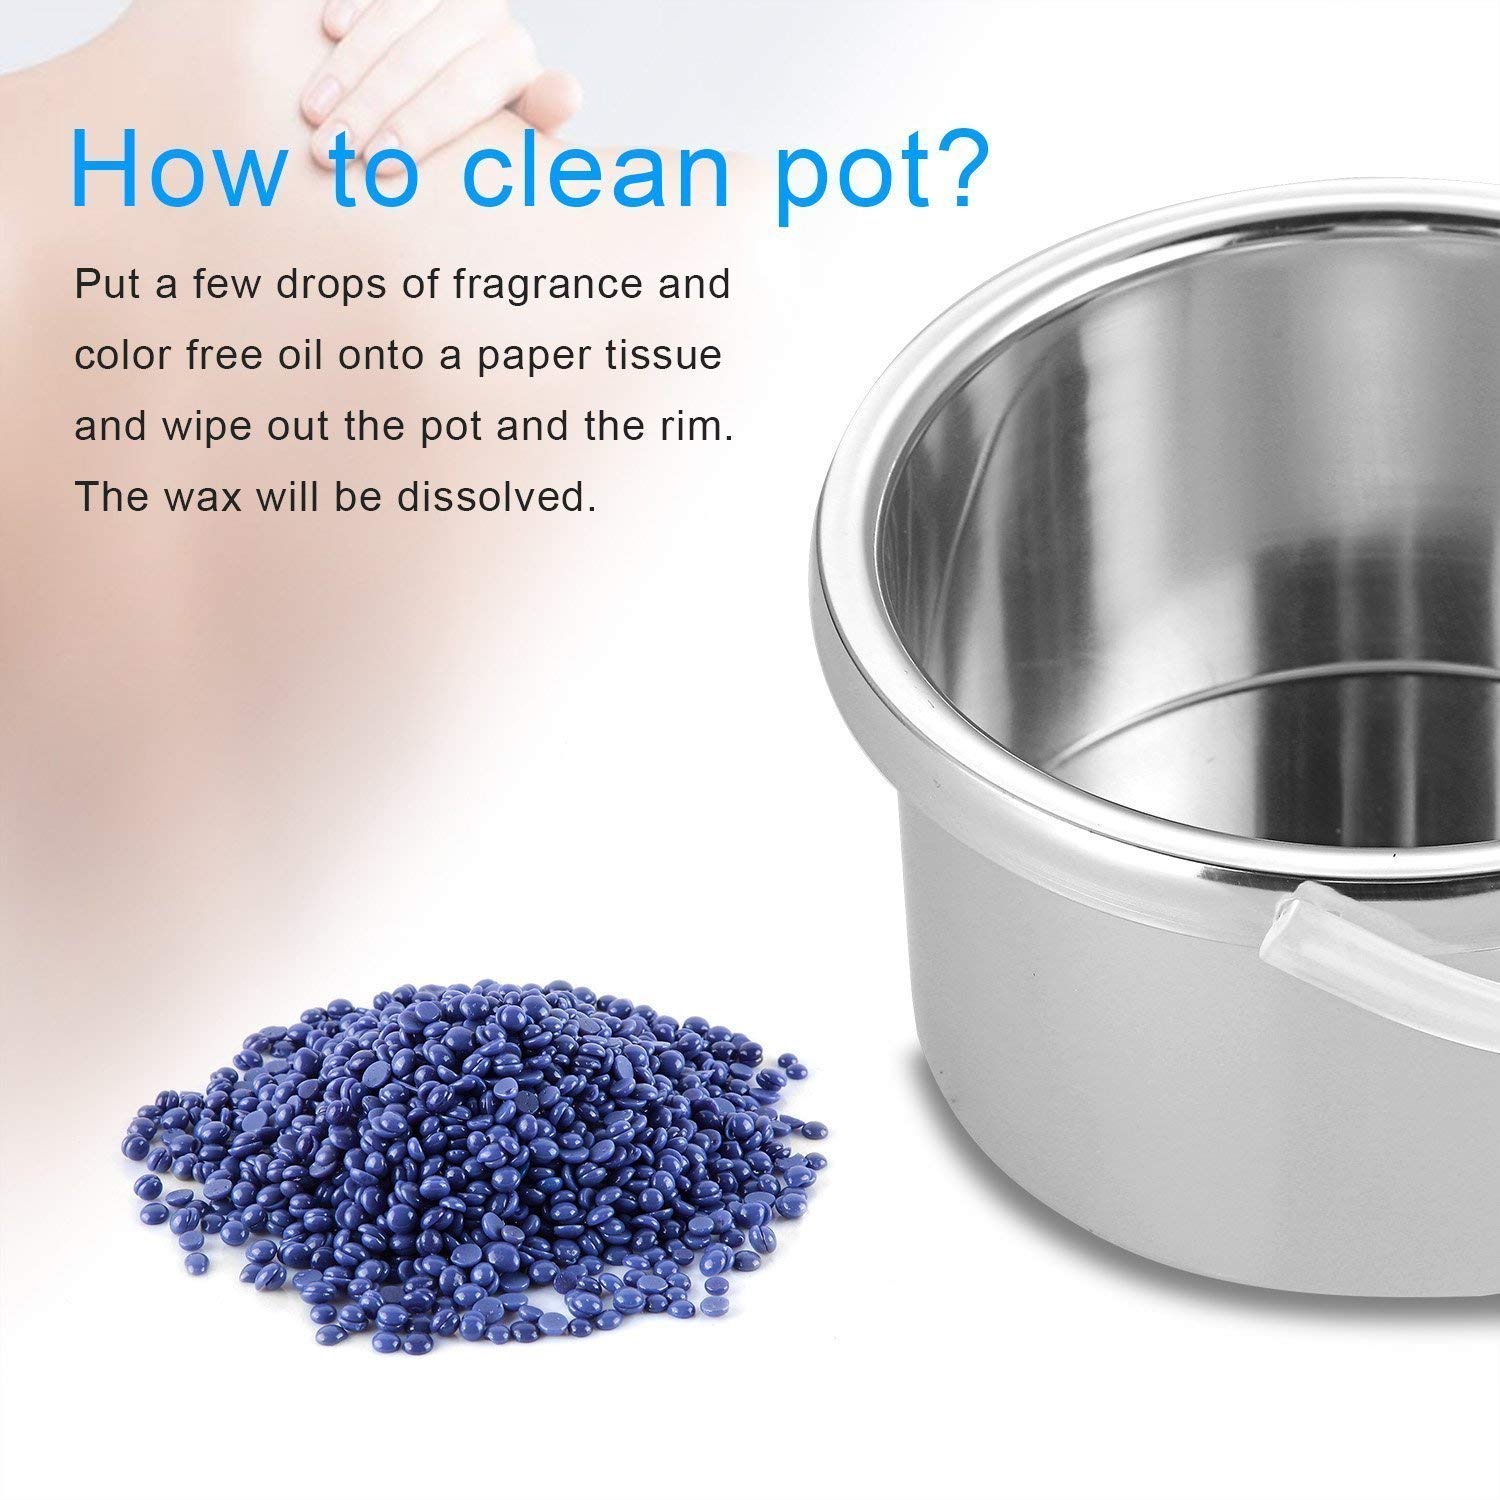 How to clean pot?
Put a few drops of fragrance and
color free oil onto a paper tissue
and wipe out the pot and the rim.
The wax will be dissolved.